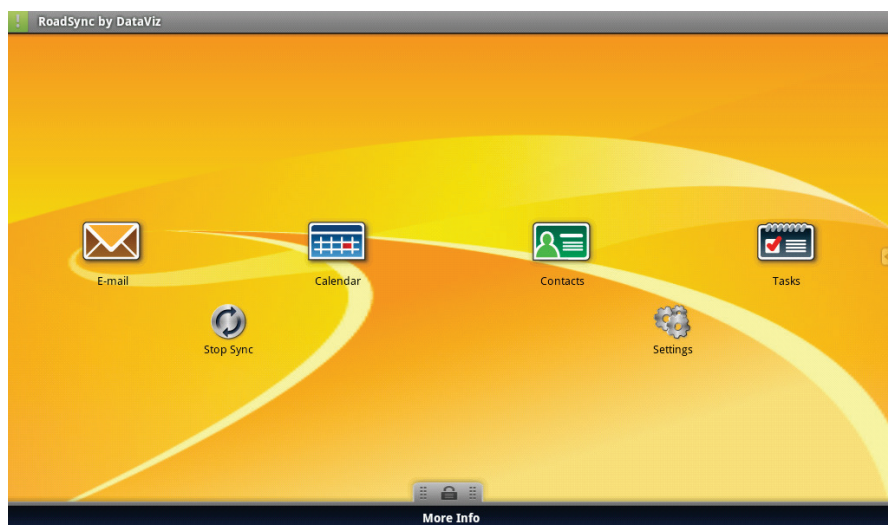 RoadSync by DataViz
E-mail
Calendar
Contacts
Tasks
Stop Sync
Settings
More Info